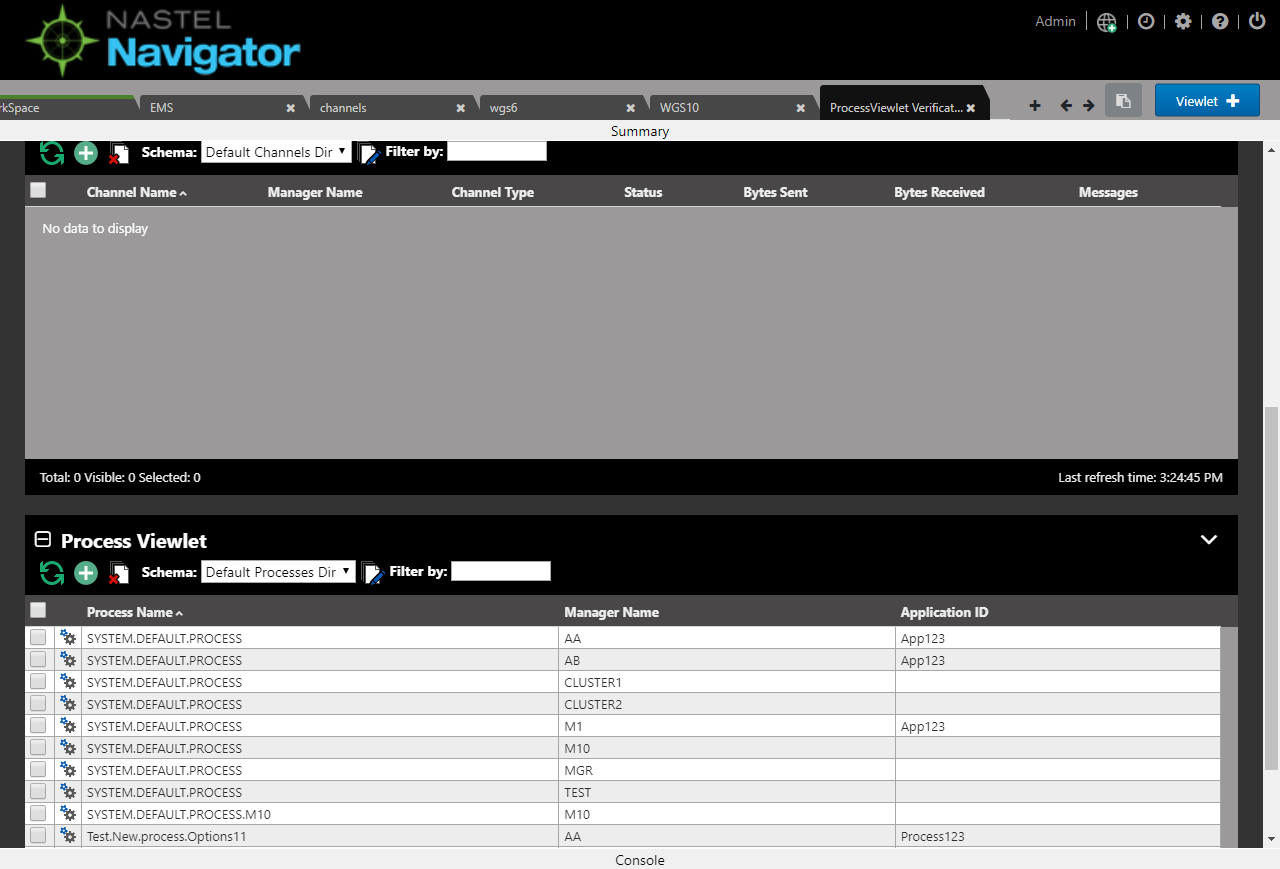 NASTEL
Navigator
Admin
rkSpace
EMS
channels
wgs6
WGS10
ProcessViewlet Verificat...
Viewlet
Summary
Schema: Default Channels Dir Filter by:
Channel Name Manager Name Channel Type Status Bytes Sent Bytes Received Messages
No data to display
Total: 0 Visible: 0 Selected: 0 Last refresh time: 3:24:45 PM
Process Viewlet
Schema: Default Processes Dir Filter by:
Process Name Manager Name Application ID
SYSTEM.DEFAULT.PROCESS AA App123
SYSTEM.DEFAULT.PROCESS AB App123
SYSTEM.DEFAULT.PROCESS CLUSTER1
SYSTEM.DEFAULT.PROCESS CLUSTER2
SYSTEM.DEFAULT.PROCESS M1 App123
SYSTEM.DEFAULT.PROCESS M10
SYSTEM.DEFAULT.PROCESS MGR
SYSTEM.DEFAULT.PROCESS TEST
SYSTEM.DEFAULT.PROCESS.M10 M10
Test.New.process.Options11 AA Process123
Console